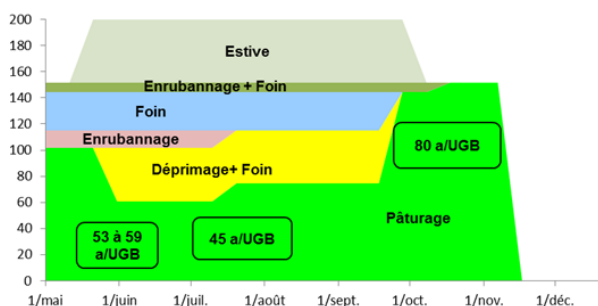 200
180
160
140
120
100
80
60
40
20
0
Estive
Enrubannage + Foin
Foin
Enrubannage
Déprimage+ Foin
80 a/UGB
53 à 59
a/UGB
45 a/UGB
Pâturage
1/mai
1/juin
1/juil.
1/août
1/sept.
1/oct.
1/nov.
1/déc.